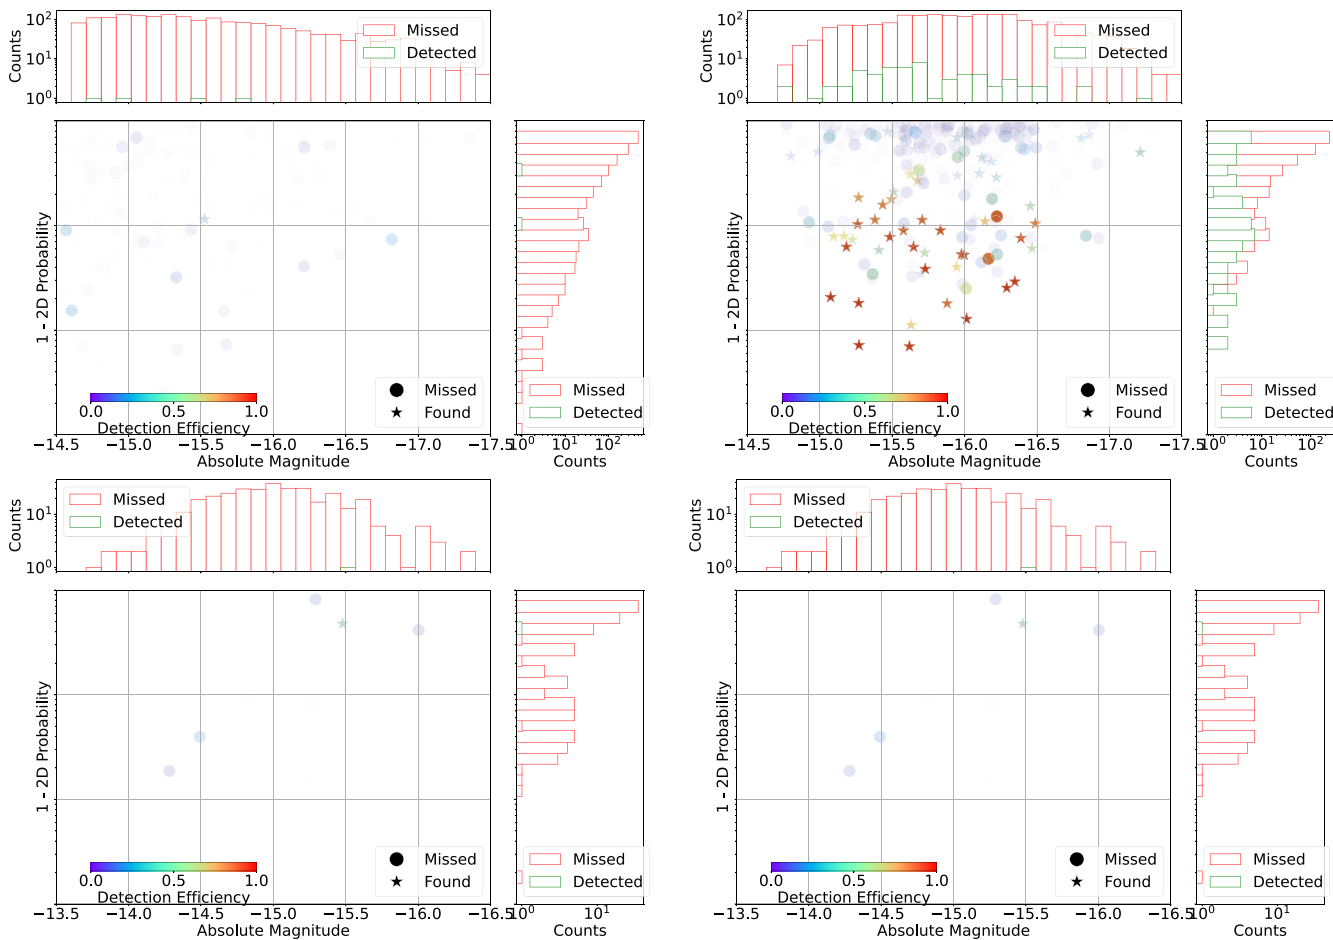 10² 10¹ 10⁰
Counts
Missed
Detected
1 - 2D Probability
0.0 0.5 1.0
Detection Efficiency
Missed
Found
−14.5 −15.0 −15.5 −16.0 −16.5 −17.0 −17.5
Absolute Magnitude
Missed
Detected
10⁰ 10¹ 10²
Counts
10² 10¹ 10⁰
Counts
Missed
Detected
1 - 2D Probability
0.0 0.5 1.0
Detection Efficiency
Missed
Found
−14.5 −15.0 −15.5 −16.0 −16.5 −17.0 −17.5
Absolute Magnitude
Missed
Detected
10⁰ 10¹ 10²
Counts
10¹ 10⁰
Counts
Missed
Detected
1 - 2D Probability
0.0 0.5 1.0
Detection Efficiency
Missed
Found
−13.5 −14.0 −14.5 −15.0 −15.5 −16.0 −16.5
Absolute Magnitude
Missed
Detected
10⁰ 10¹
Counts
10¹ 10⁰
Counts
Missed
Detected
1 - 2D Probability
0.0 0.5 1.0
Detection Efficiency
Missed
Found
−13.5 −14.0 −14.5 −15.0 −15.5 −16.0 −16.5
Absolute Magnitude
Missed
Detected
10⁰ 10¹
Counts